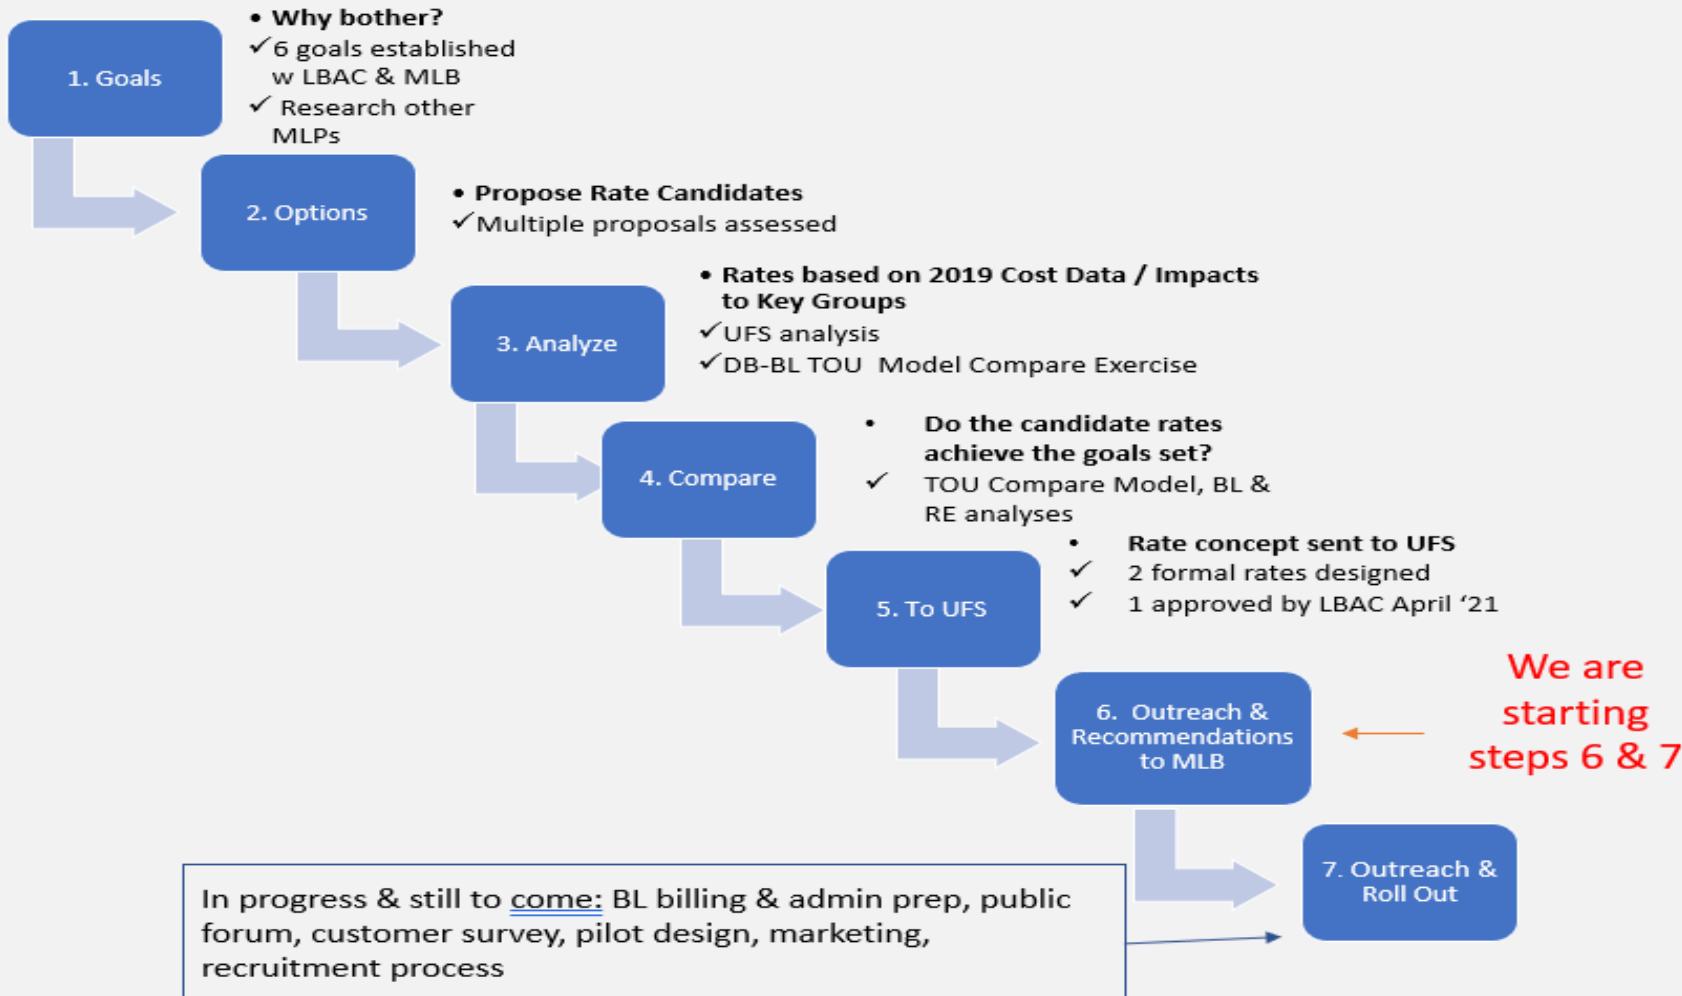 1. Goals
• Why bother?
✓ 6 goals established
w LBAC & MLB
✓ Research other
MLPs
2. Options
• Propose Rate Candidates
✓ Multiple proposals assessed
3. Analyze
• Rates based on 2019 Cost Data / Impacts
to Key Groups
✓ UFS analysis
✓ DB-BL TOU Model Compare Exercise
4. Compare
• Do the candidate rates
achieve the goals set?
✓ TOU Compare Model, BL &
RE analyses
5. To UFS
• Rate concept sent to UFS
✓ 2 formal rates designed
✓ 1 approved by LBAC April ‘21
6. Outreach &
Recommendations
to MLB
We are
starting
steps 6 & 7
7. Outreach &
Roll Out
In progress & still to come: BL billing & admin prep, public
forum, customer survey, pilot design, marketing,
recruitment process